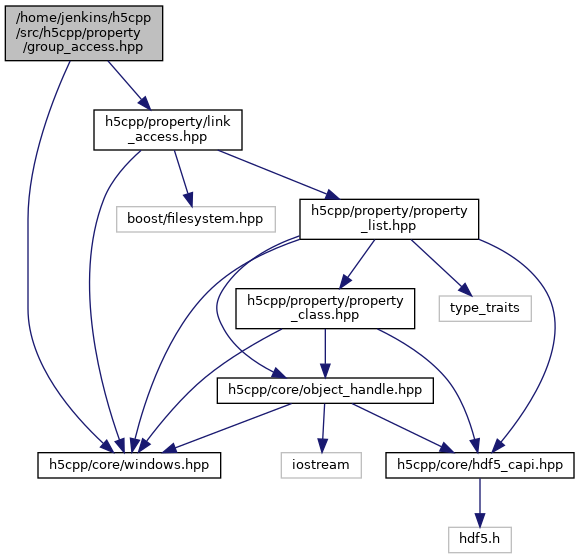 /home/jenkins/h5cpp
/src/h5cpp/property
/group_access.hpp
h5cpp/property/link
_access.hpp
boost/filesystem.hpp
h5cpp/property/property
_list.hpp
h5cpp/property/property
_class.hpp
type_traits
h5cpp/core/object_handle.hpp
h5cpp/core/windows.hpp
iostream
h5cpp/core/hdf5_capi.hpp
hdf5.h